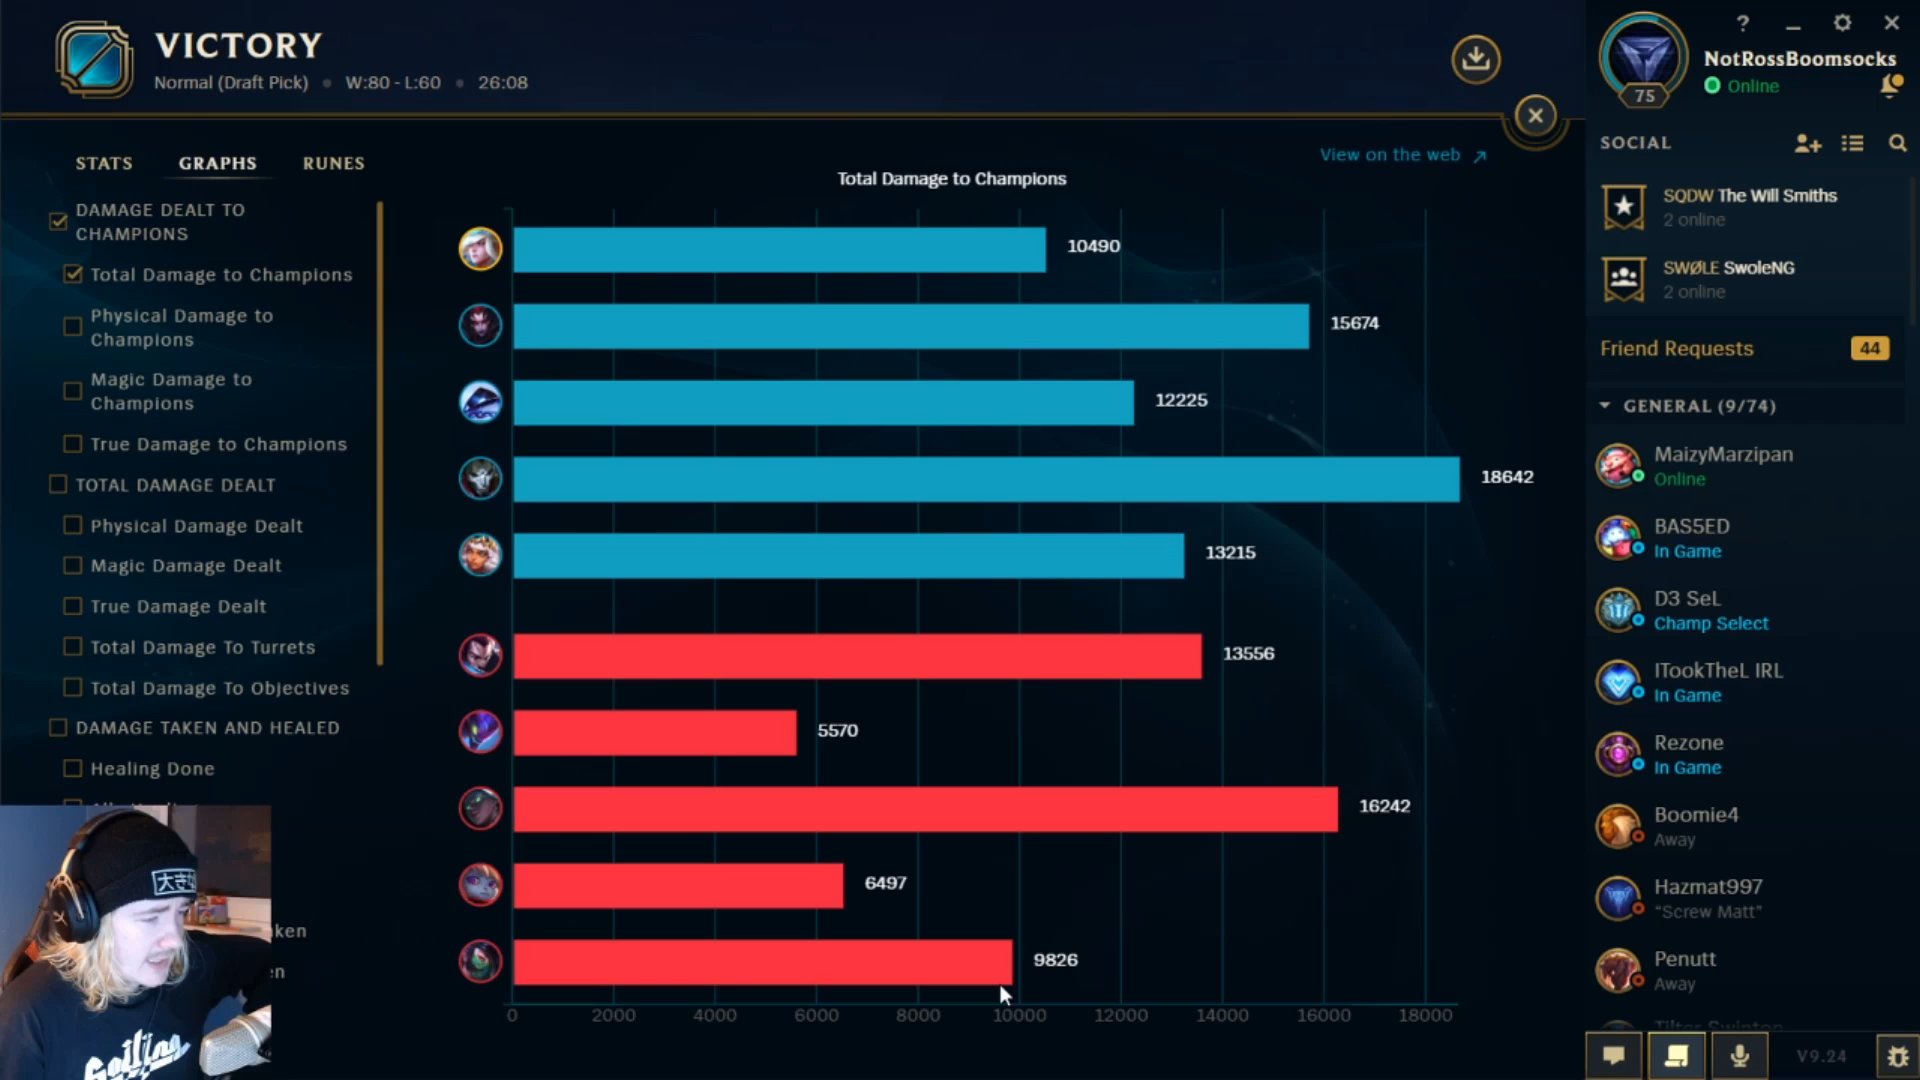 VICTORY
Normal (Draft Pick) • W:80 - L:60 • 26:08
STATS GRAPHS RUNES
View on the web
Total Damage to Champions
DAMAGE DEALT TO
CHAMPIONS
Total Damage to Champions
Physical Damage to
Champions
Magic Damage to
Champions
True Damage to Champions
TOTAL DAMAGE DEALT
Physical Damage Dealt
Magic Damage Dealt
True Damage Dealt
Total Damage To Turrets
Total Damage To Objectives
DAMAGE TAKEN AND HEALED
Healing Done
10490
15674
12225
18642
13215
13556
5570
16242
6497
9826
0 2000 4000 6000 8000 10000 12000 14000 16000 18000
?
NotRossBoomsocks
Online
75
SOCIAL
SQDW The Will Smiths
2 online
SWØLE SwoleNG
2 online
Friend Requests 44
GENERAL (9/74)
MaizyMarzipan
Online
BAS5ED
In Game
D3 SeL
Champ Select
ITookTheL IRL
In Game
Rezone
In Game
Boomie4
Away
Hazmat997
"Screw Matt"
Penutt
Away
Tilter Swinton
V9.24